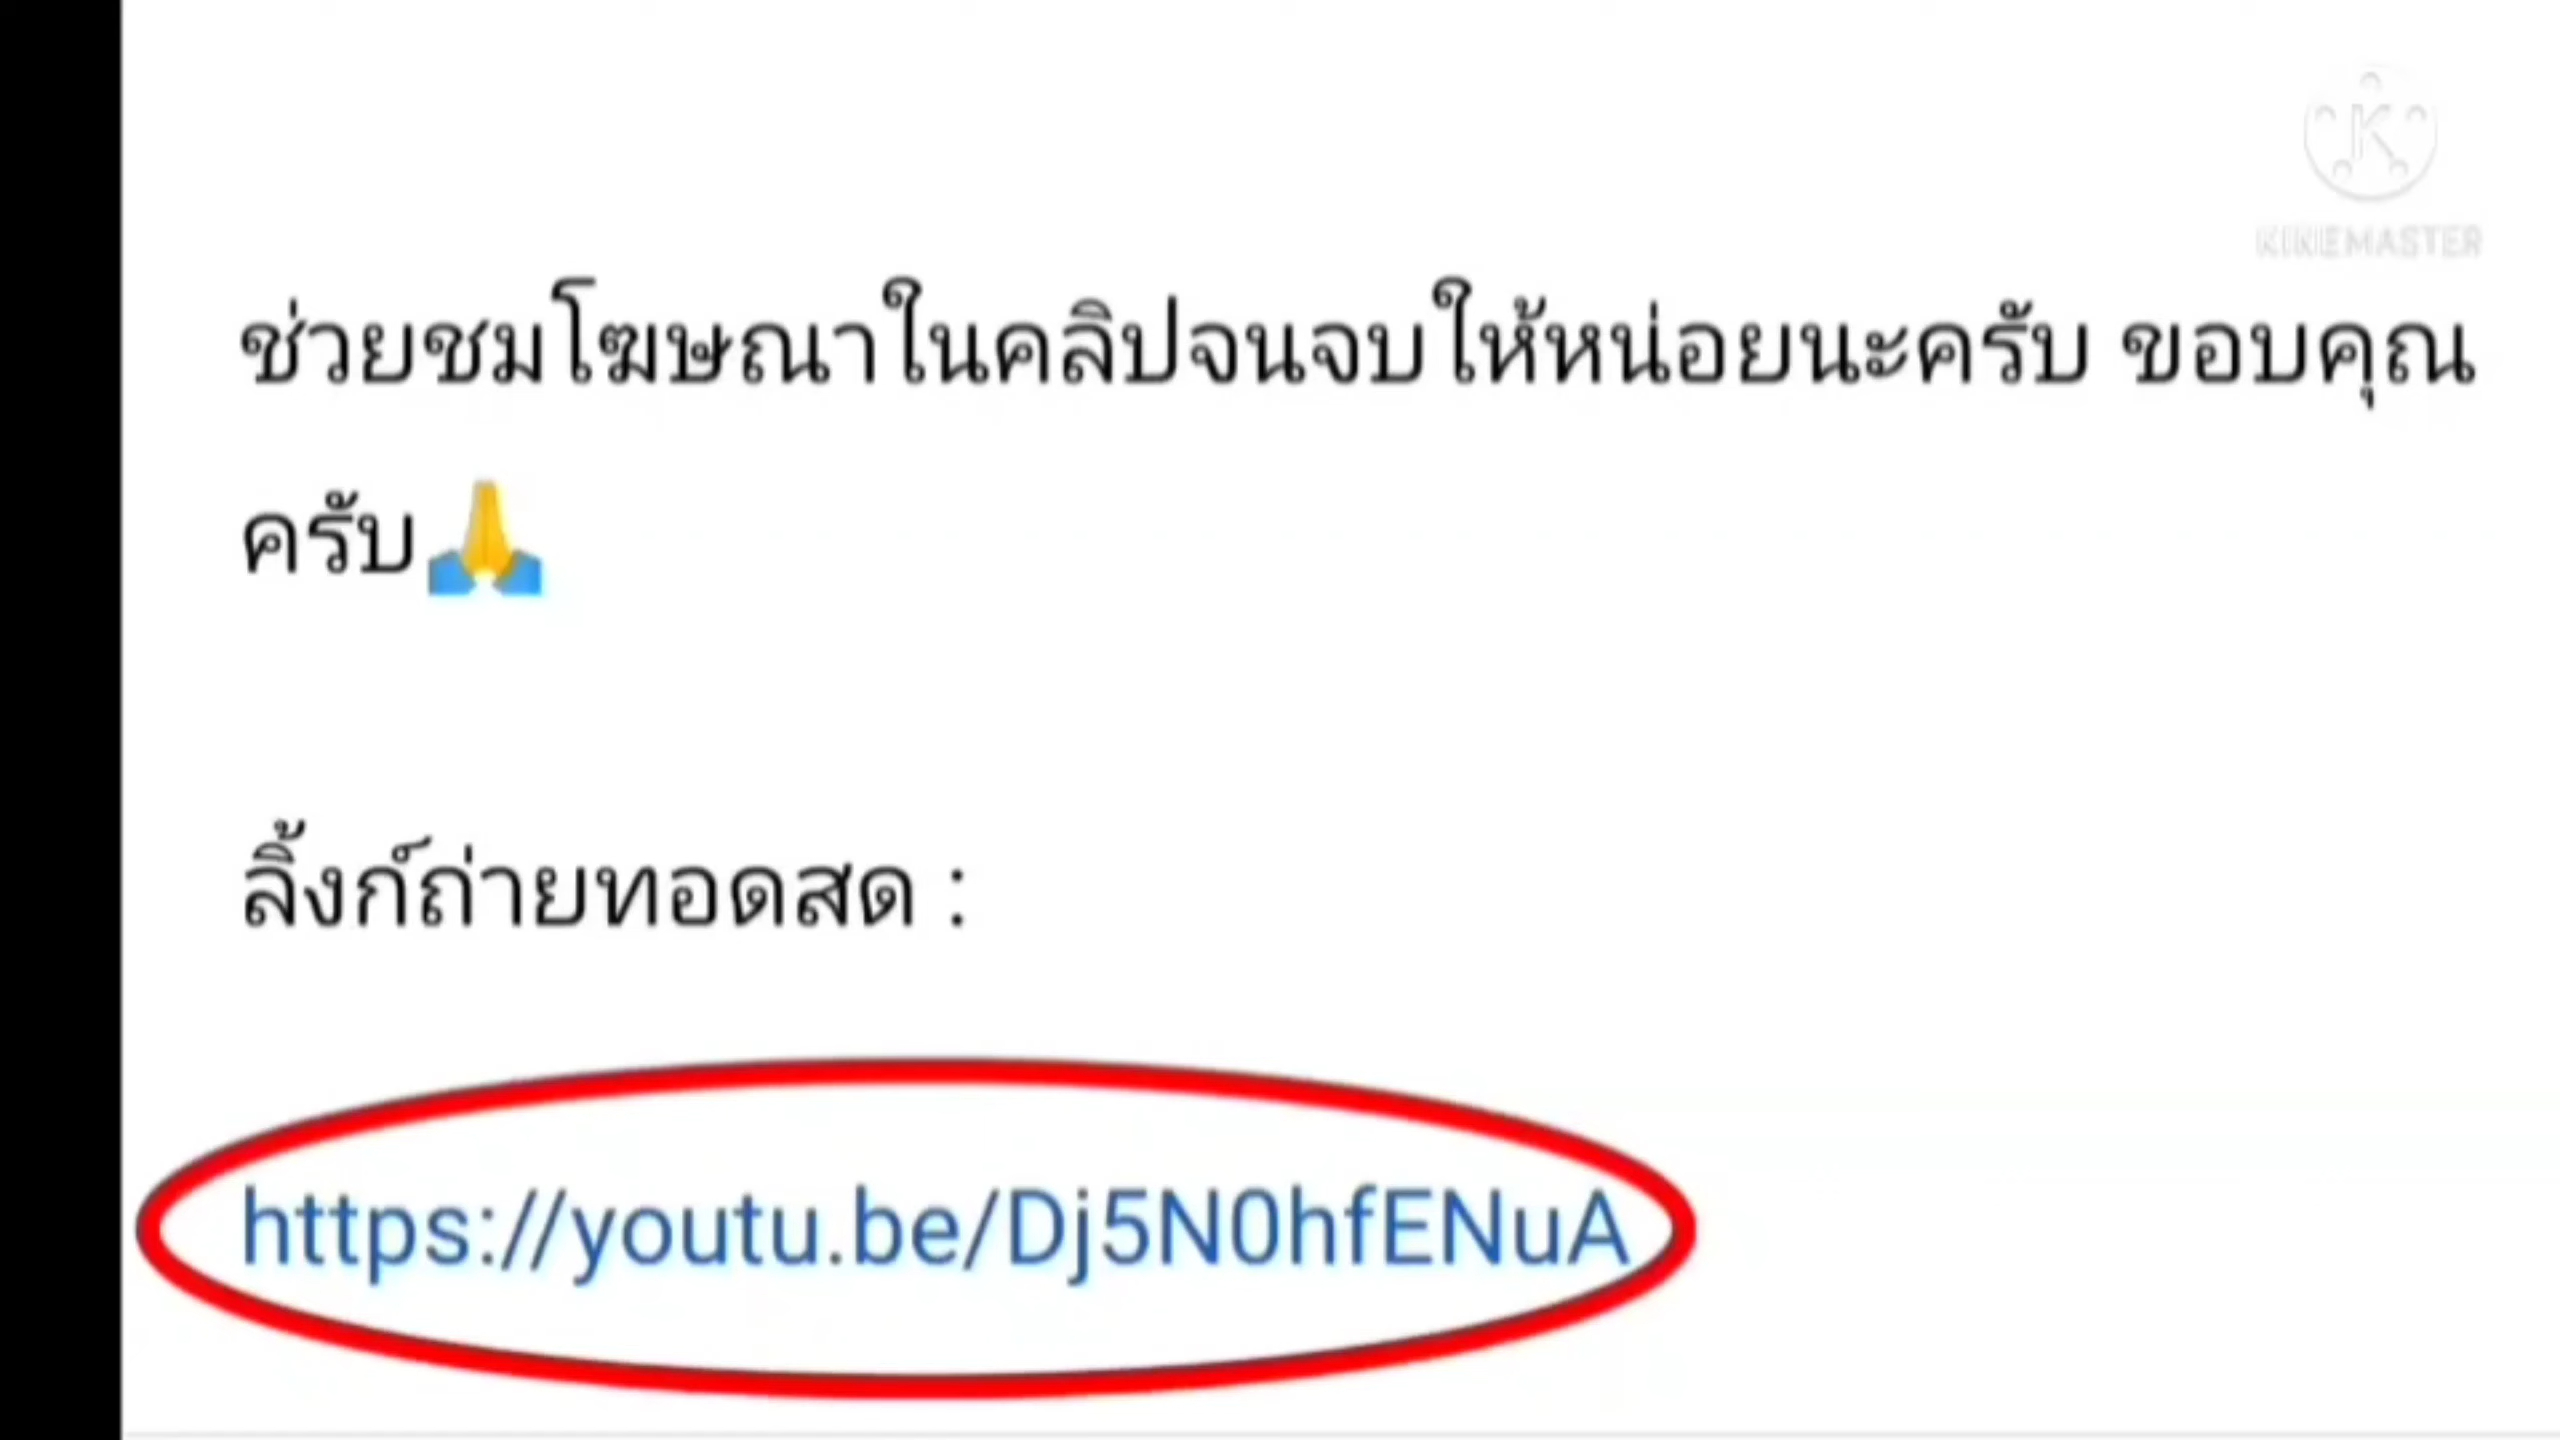 KINEMASTER
ช่วยชมโฆษณาในคลิปจนจบให้หน่อยนะครับ ขอบคุณ
ครับ🙏
ลิ้งก์ถ่ายทอดสด :
https://youtu.be/Dj5N0hfENuA